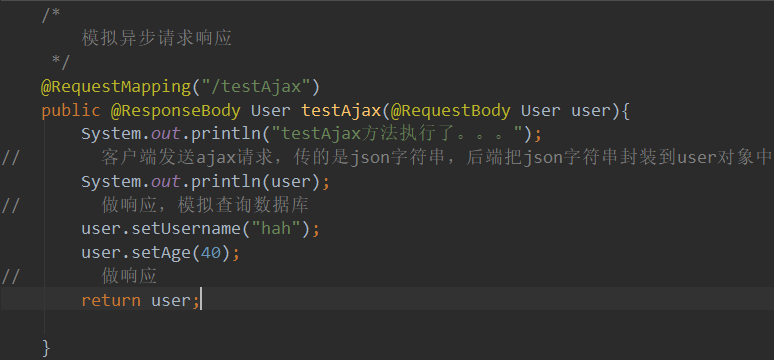 /*
模拟异步请求响应
*/
@RequestMapping("/testAjax")
public @ResponseBody User testAjax(@RequestBody User user){
System.out.println("testAjax方法执行了。。。");
// 客户端发送ajax请求，传的是json字符串，后端把json字符串封装到user对象中
System.out.println(user);
// 做响应，模拟查询数据库
user.setUsername("hah");
user.setAge(40);
// 做响应
return user;
}